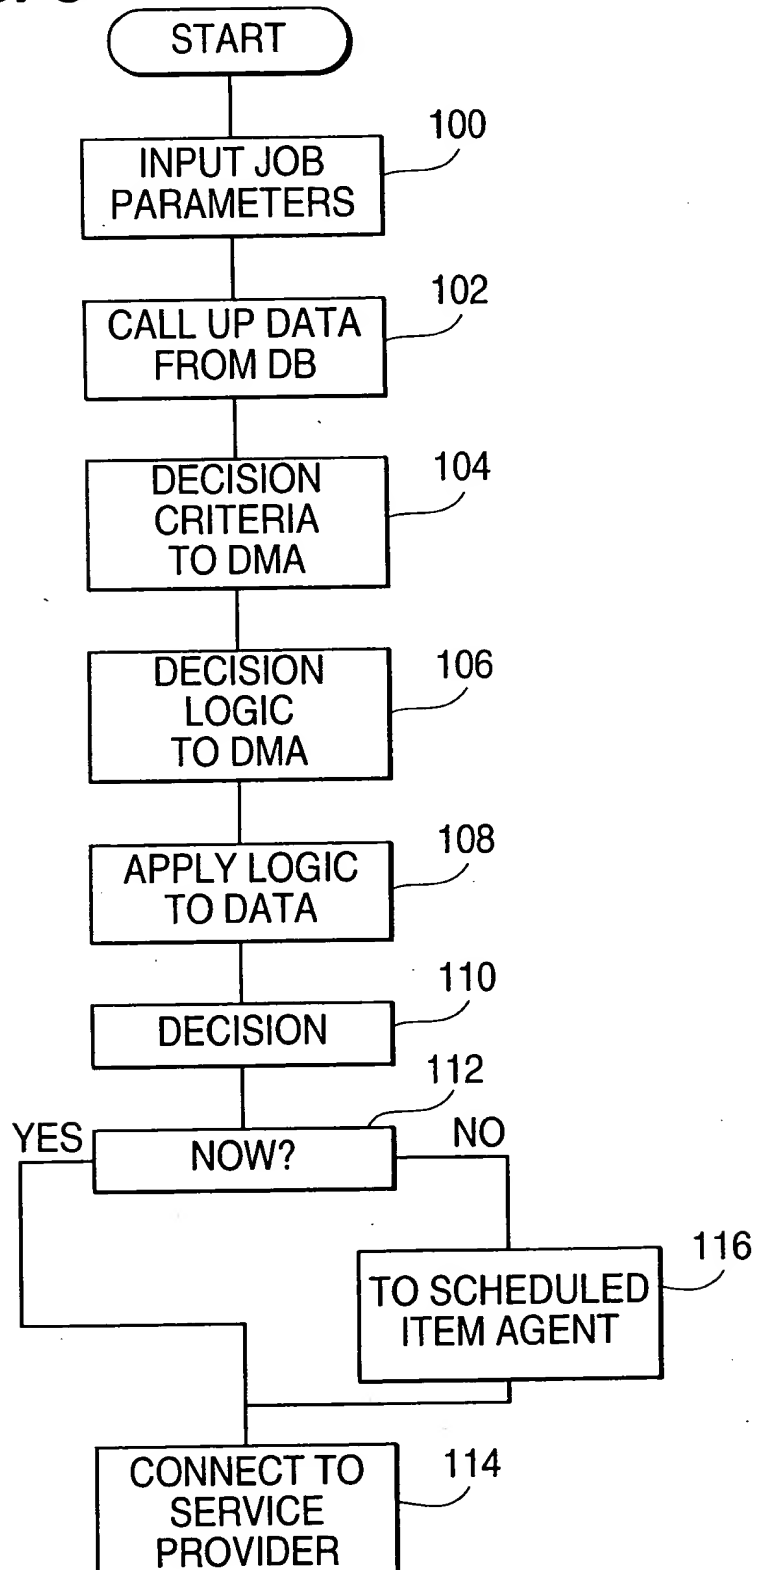 START
100
INPUT JOB
PARAMETERS
102
CALL UP DATA
FROM DB
104
DECISION
CRITERIA
TO DMA
106
DECISION
LOGIC
TO DMA
108
APPLY LOGIC
TO DATA
110
DECISION
112
YES
NOW?
NO
116
TO SCHEDULED
ITEM AGENT
114
CONNECT TO
SERVICE
PROVIDER